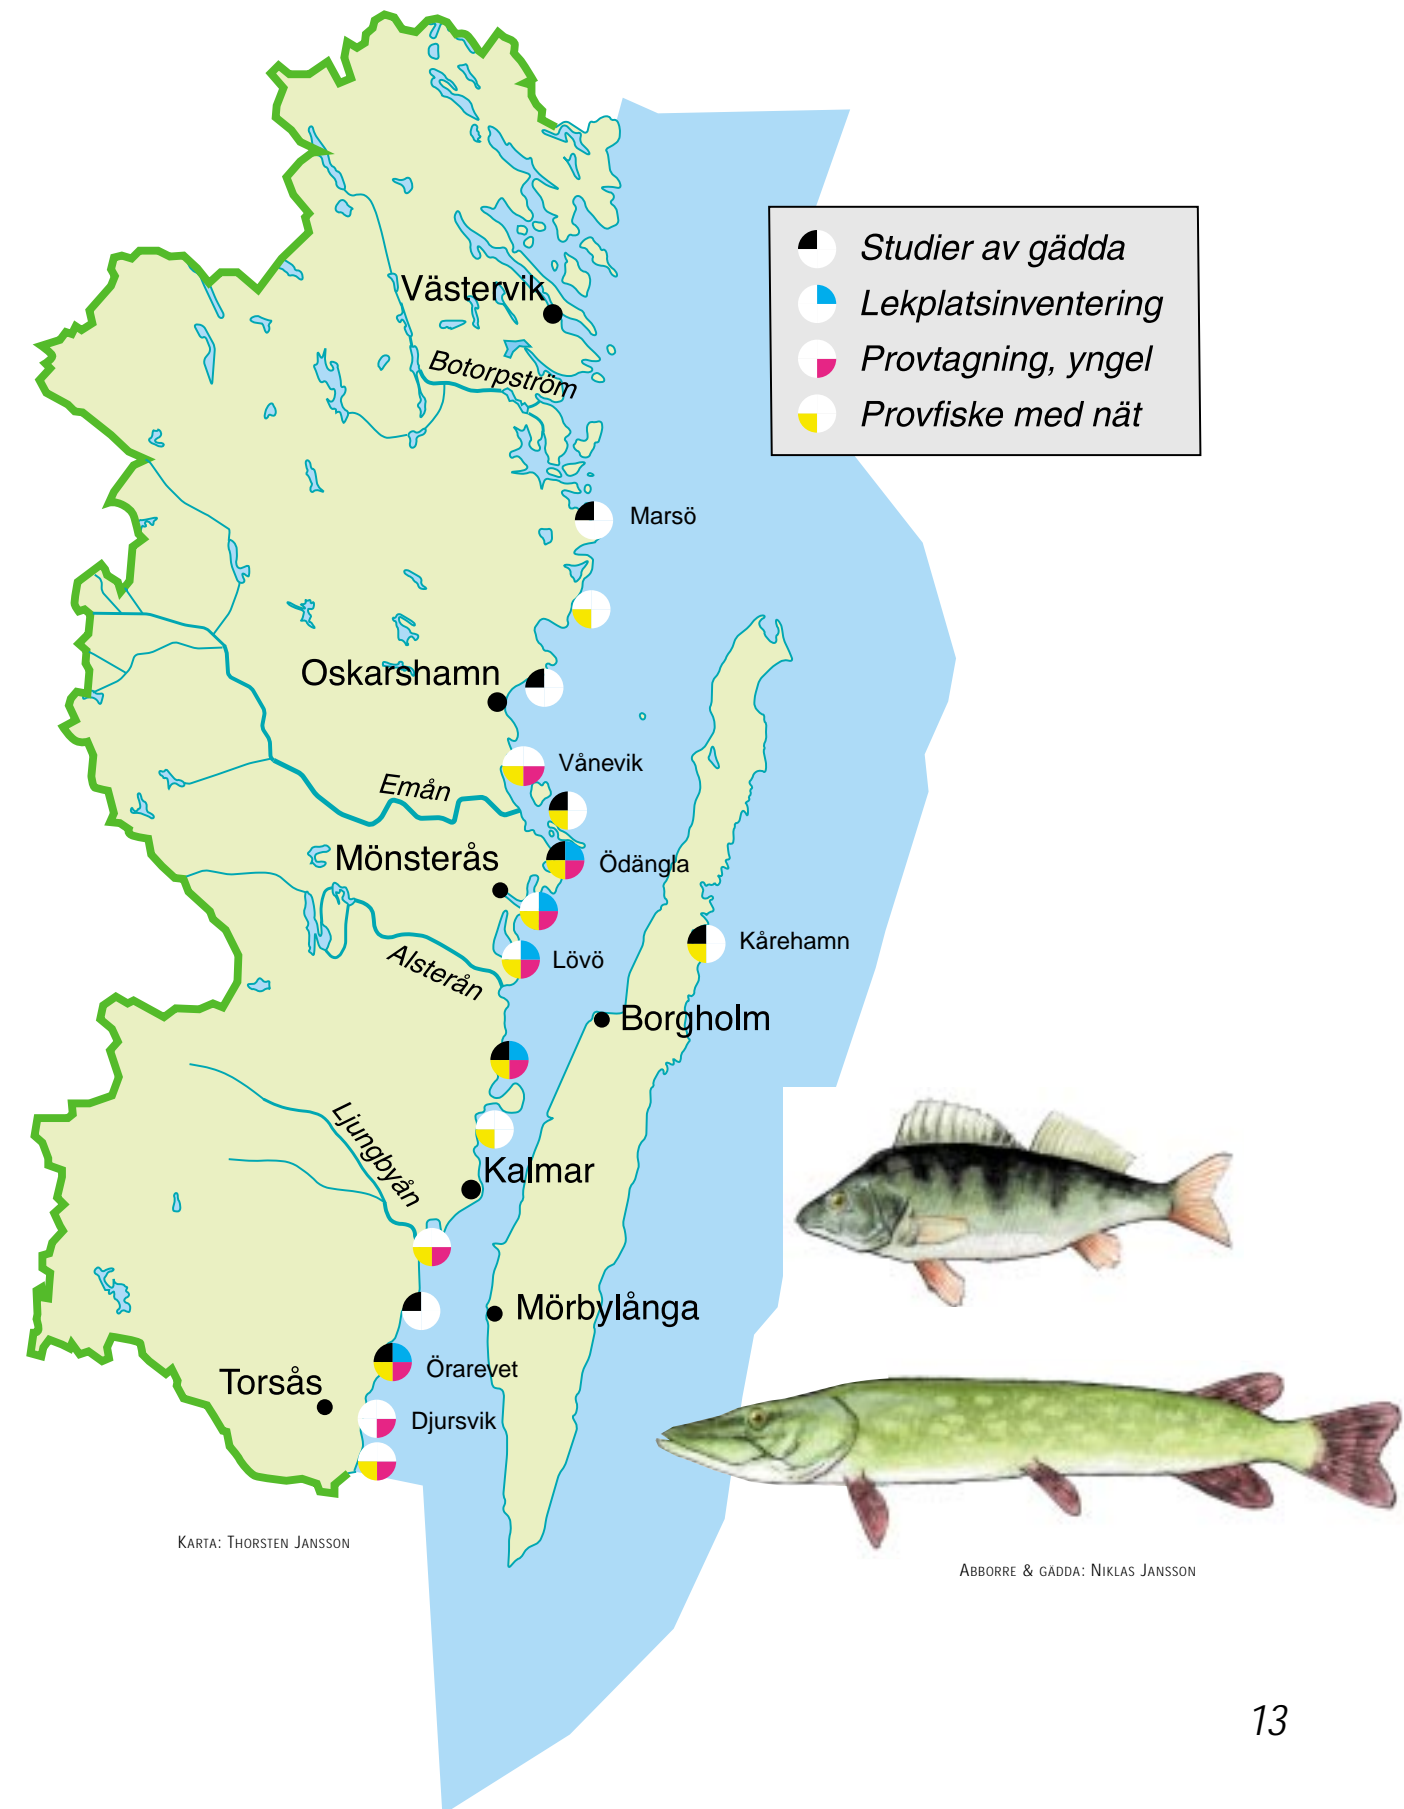 Studier av gädda
Lekplatsinventering
Provtagning, yngel
Provfiske med nät
Västervik
Botorpström
Marsö
Oskarshamn
Vånevik
Emån
Mönsterås
Ödängla
Kårehamn
Alsterån
Lövö
Borgholm
Ljungbyån
Kalmar
Mörbylånga
Örarevet
Torsås
Djursvik
KARTA: THORSTEN JANSSON
ABBORRE & GÄDDA: NIKLAS JANSSON
13